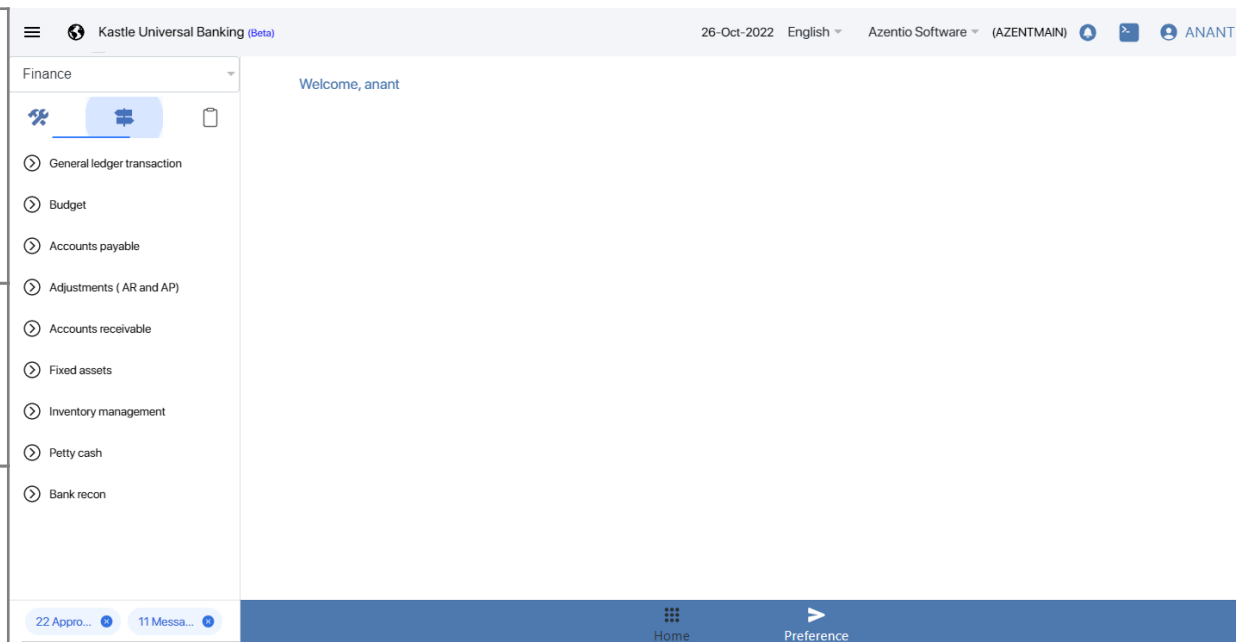 Kastle Universal Banking (Beta)
26-Oct-2022 English Azentio Software (AZENTMAIN) ANANT
Finance
Welcome, anant
General ledger transaction
Budget
Accounts payable
Adjustments ( AR and AP)
Accounts receivable
Fixed assets
Inventory management
Petty cash
Bank recon
22 Appro... 11 Messa...
Home Preference